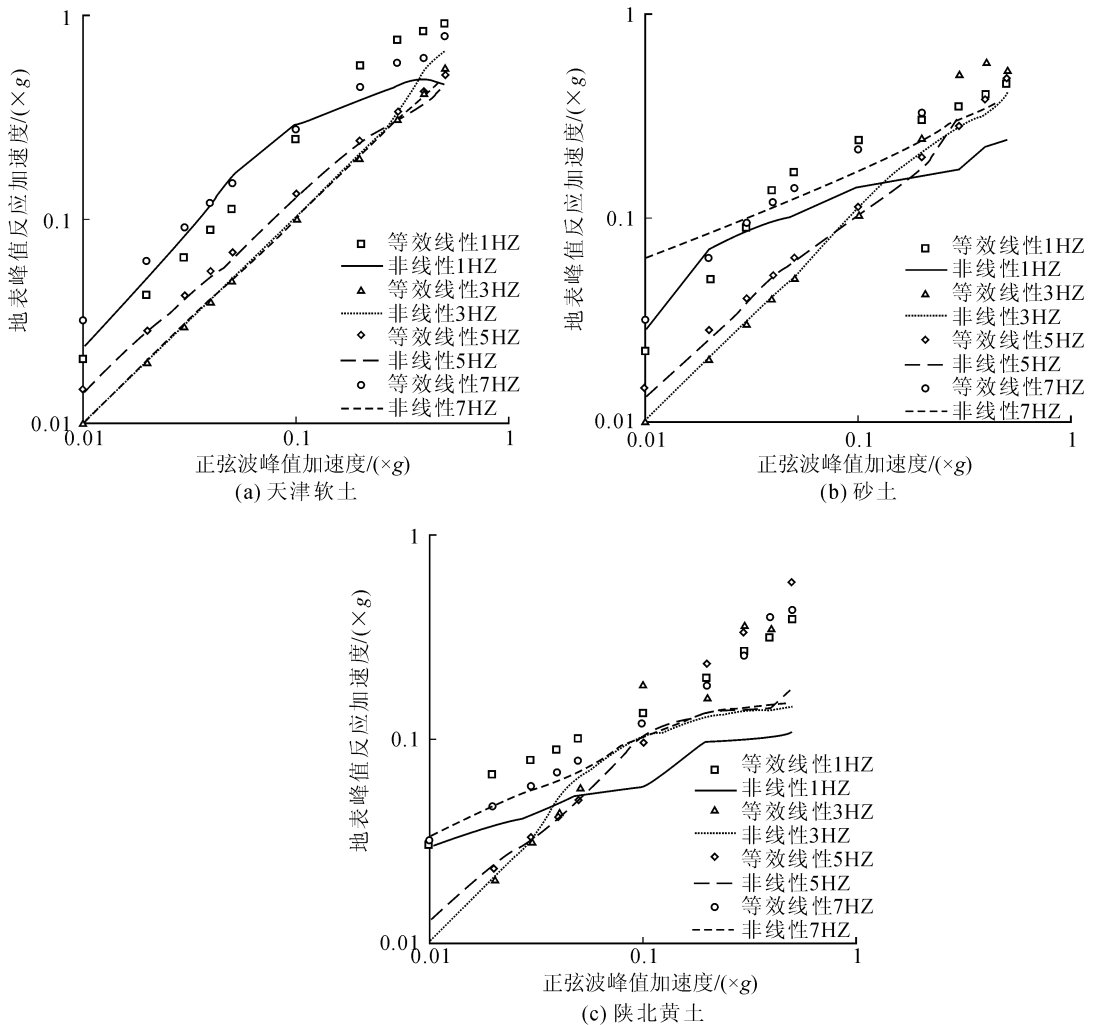 1
0.1
0.01
地表峰值反应加速度/(×g)
等效线性1HZ
非线性1HZ
等效线性3HZ
非线性3HZ
等效线性5HZ
非线性5HZ
等效线性7HZ
非线性7HZ
0.01 0.1 1
正弦波峰值加速度/(×g)
(a) 天津软土
1
0.1
0.01
地表峰值反应加速度/(×g)
等效线性1HZ
非线性1HZ
等效线性3HZ
非线性3HZ
等效线性5HZ
非线性5HZ
等效线性7HZ
非线性7HZ
0.01 0.1 1
正弦波峰值加速度/(×g)
(b) 砂土
1
0.1
0.01
地表峰值反应加速度/(×g)
等效线性1HZ
非线性1HZ
等效线性3HZ
非线性3HZ
等效线性5HZ
非线性5HZ
等效线性7HZ
非线性7HZ
0.01 0.1 1
正弦波峰值加速度/(×g)
(c) 陕北黄土